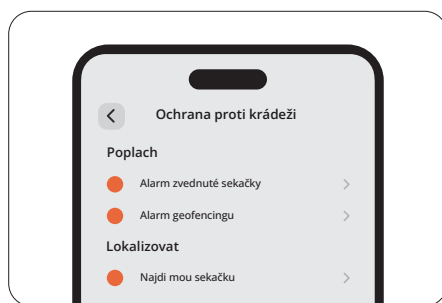 Ochrana proti krádeži
Poplach
Alarm zvednuté sekačky
Alarm geofencingu
Lokalizovat
Najdi mou sekačku